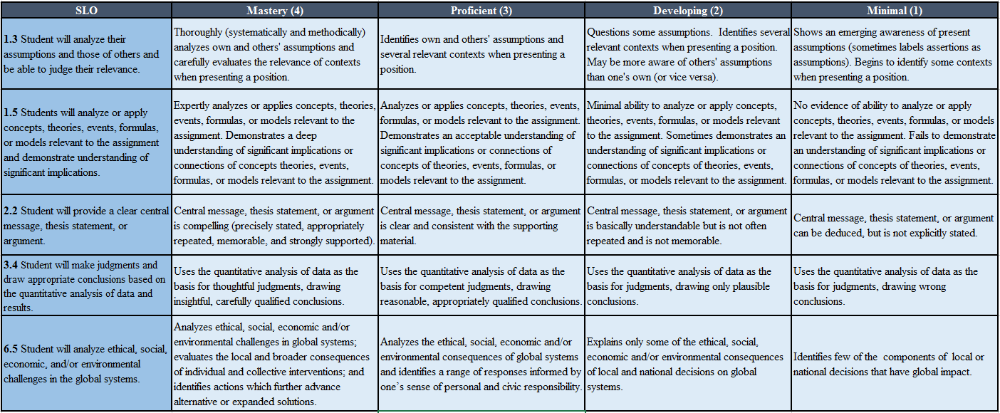 SLO
Mastery (4)
Proficient (3)
Developing (2)
Minimal (1)
1.3 Student will analyze their
assumptions and those of others and
be able to judge their relevance.
Thoroughly (systematically and methodically)
analyzes own and others' assumptions and
carefully evaluates the relevance of contexts
when presenting a position.
Identifies own and others' assumptions and
several relevant contexts when presenting a
position.
Questions some assumptions.  Identifies several
relevant contexts when presenting a position.
May be more aware of others' assumptions
than one's own (or vice versa).
Shows an emerging awareness of present
assumptions (sometimes labels assertions as
assumptions). Begins to identify some contexts
when presenting a position.
1.5 Students will analyze or apply
concepts, theories, events, formulas,
or models relevant to the assignment
and demonstrate understanding of
significant implications.
Expertly analyzes or applies concepts, theories,
events, formulas, or models relevant to the
assignment. Demonstrates a deep
understanding of significant implications or
connections of concepts theories, events,
formulas, or models relevant to the assignment.
Analyzes or applies concepts, theories, events,
formulas, or models relevant to the assignment.
Demonstrates an acceptable understanding of
significant implications or connections of
concepts of theories, events, formulas, or
models relevant to the assignment.
Minimal ability to analyze or apply concepts,
theories, events, formulas, or models relevant
to the assignment. Sometimes demonstrates an
understanding of significant implications or
connections of concepts of theories, events,
formulas, or models relevant to the assignment.
No evidence of ability to analyze or apply
concepts, theories, events, formulas, or models
relevant to the assignment. Fails to demonstrate
an understanding of significant implications or
connections of concepts of theories, events,
formulas, or models relevant to the assignment.
2.2 Student will provide a clear central
message, thesis statement, or
argument.
Central message, thesis statement, or argument
is compelling (precisely stated, appropriately
repeated, memorable, and strongly supported).
Central message, thesis statement, or argument
is clear and consistent with the supporting
material.
Central message, thesis statement, or argument
is basically understandable but is not often
repeated and is not memorable.
Central message, thesis statement, or argument
can be deduced, but is not explicitly stated.
3.4 Student will make judgments and
draw appropriate conclusions based on
the quantitative analysis of data and
results.
Uses the quantitative analysis of data as the
basis for thoughtful judgments, drawing
insightful, carefully qualified conclusions.
Uses the quantitative analysis of data as the
basis for competent judgments, drawing
reasonable, appropriately qualified conclusions.
Uses the quantitative analysis of data as the
basis for judgments, drawing only plausible
conclusions.
Uses the quantitative analysis of data as the
basis for judgments, drawing wrong
conclusions.
6.5 Student will analyze ethical, social,
economic, and/or environmental
challenges in the global systems.
Analyzes ethical, social, economic and/or
environmental challenges in global systems;
evaluates the local and broader consequences
of individual and collective interventions; and
identifies actions which further advance
alternative or expanded solutions.
Analyzes the ethical, social, economic and/or
environmental consequences of global systems
and identifies a range of responses informed by
one’s sense of personal and civic responsibility.
Explains only some of the ethical, social,
economic and/or environmental consequences
of local and national decisions on global
systems.
Identifies few of the  components of  local or
national decisions that have global impact.